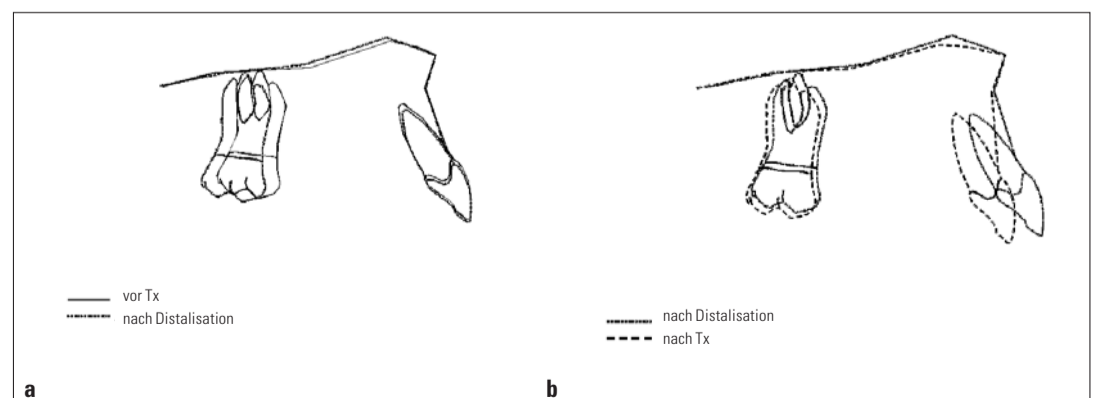 vor Tx
nach Distalisation
a
nach Distalisation
nach Tx
b